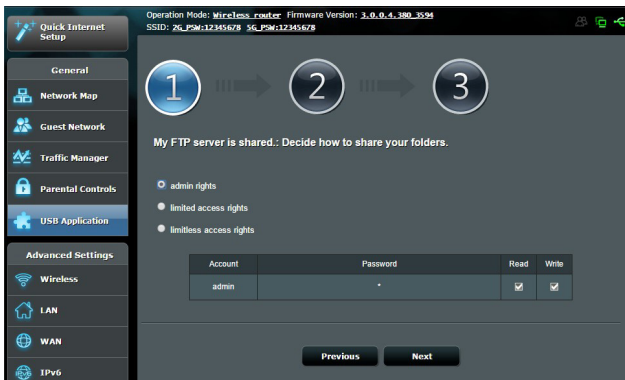 Quick Internet
Setup
Operation Mode: Wireless router Firmware Version: 3.0.0.4.380_3594
SSID: 2G_PSW:12345678 5G_PSW:12345678
General
Network Map
Guest Network
Traffic Manager
Parental Controls
USB Application
Advanced Settings
Wireless
LAN
WAN
IPv6
1 2 3
My FTP server is shared.: Decide how to share your folders.
admin rights
limited access rights
limitless access rights
Account Password Read Write
admin *
Previous Next